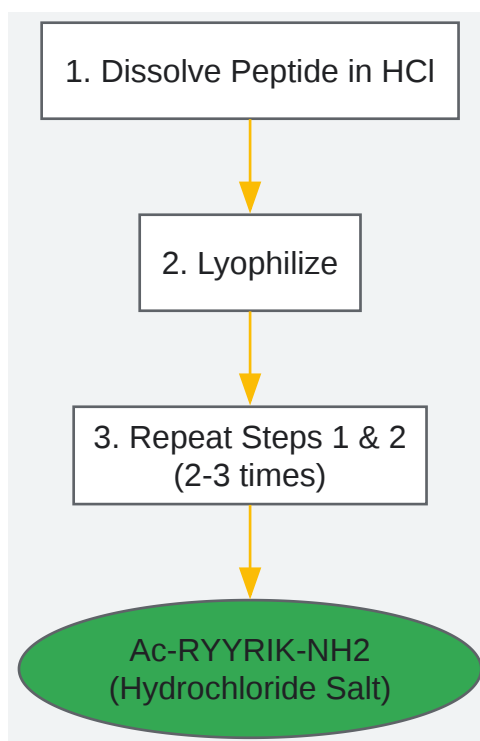 1. Dissolve Peptide in HCl
2. Lyophilize
3. Repeat Steps 1 & 2
(2-3 times)
Ac-RYYRIK-NH2
(Hydrochloride Salt)